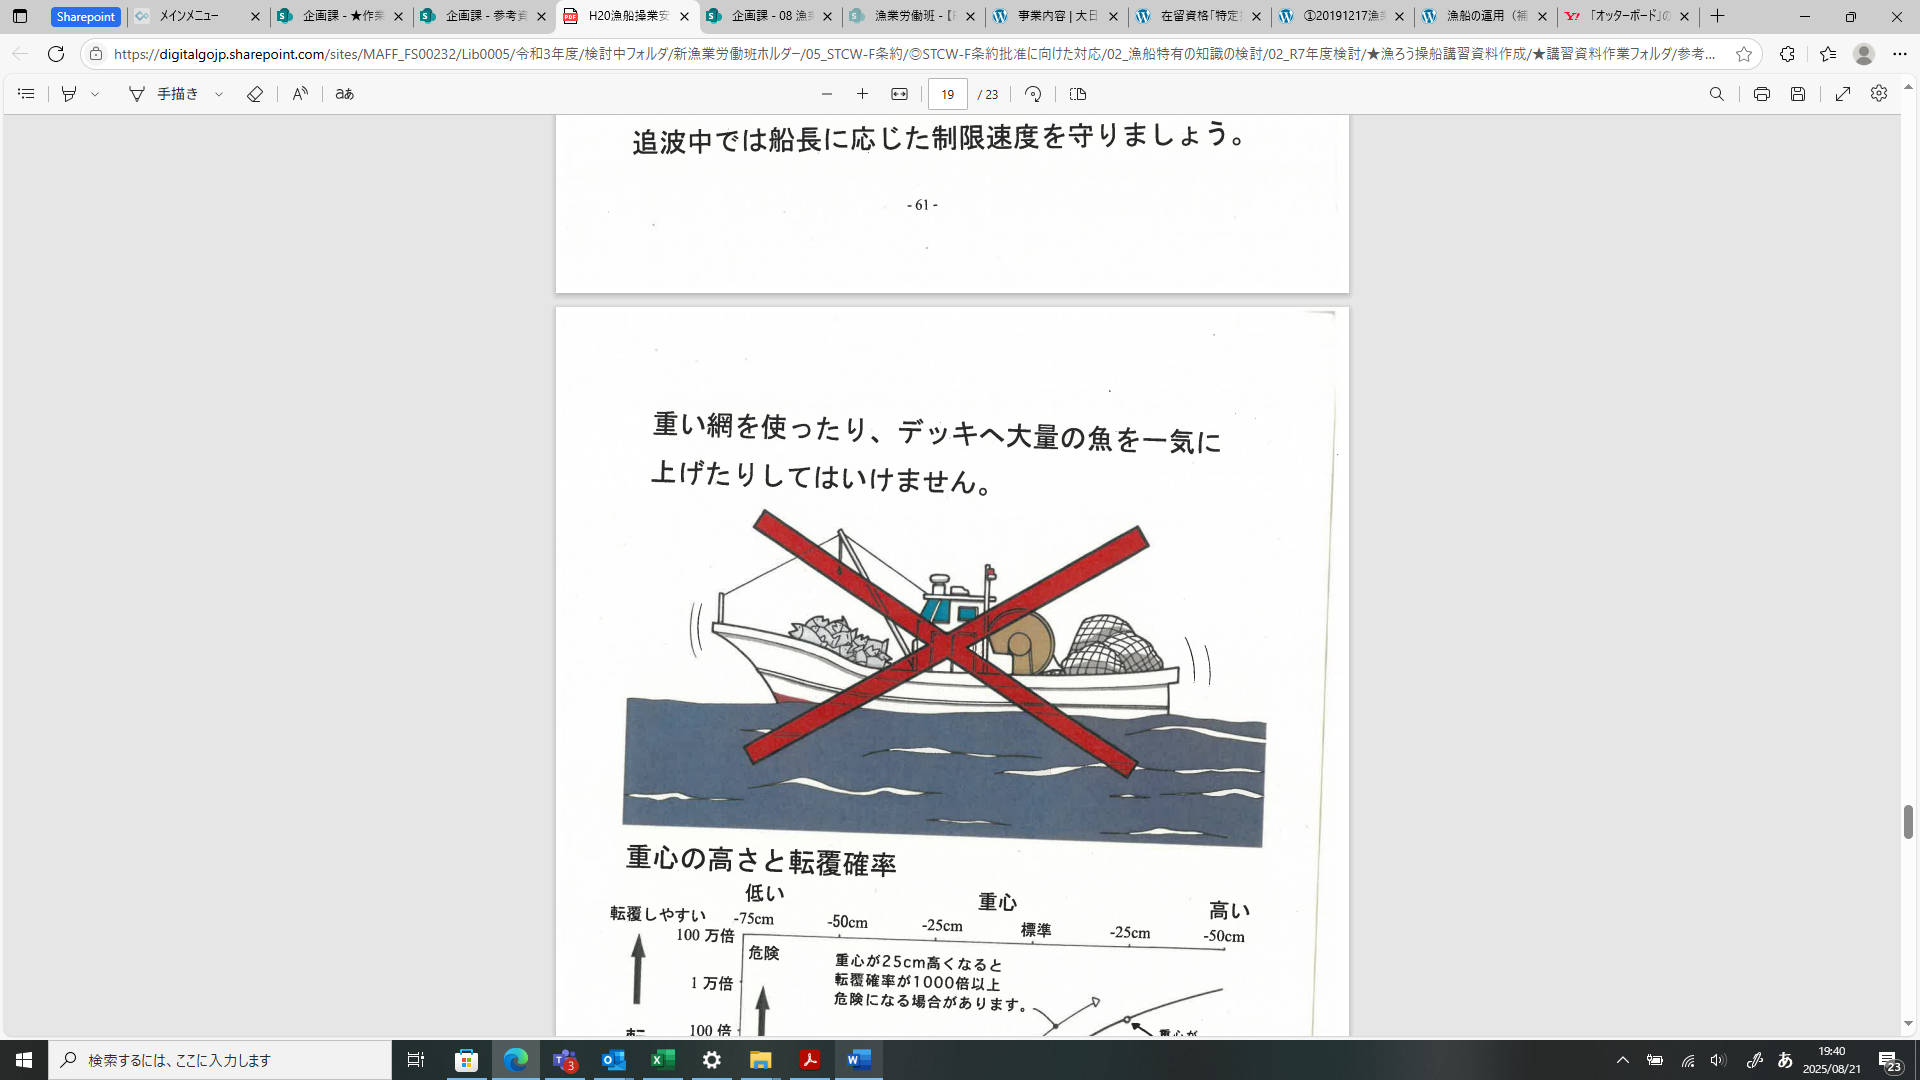 Sharepoint
メインメニュー
企画課 - ★作業
企画課 - 参考資
H20漁船操業安
企画課 - 08 漁業
漁業労働班 - 【F
事業内容 | 大日
在留資格「特定
①20191217漁業
漁船の運用（補
「オッターボード」の
https://digitalgojp.sharepoint.com/sites/MAFF_FS00232/Lib0005/令和3年度/検討中フォルダ/新漁業労働班ホルダー/05_STCW-F条約/◎STCW-F条約批准に向けた対応/02_漁船特有の知識の検討/02_R7年度検討/★漁ろう操船講習資料作成/★講習資料作業フォルダ/参考...
手描き
aあ
19
/ 23
追波中では船長に応じた制限速度を守りましょう。
- 61 -
重い網を使ったり、デッキへ大量の魚を一気に
上げたりしてはいけません。
重心の高さと転覆確率
低い
重心
高い
転覆しやすい
-75cm
-50cm
-25cm
標準
-25cm
-50cm
100 万倍
危険
重心が25cm高くなると
転覆確率が1000倍以上
危険になる場合があります。
1 万倍
100 倍
重心が
検索するには、ここに入力します
3
あ
19:40
2025/08/21
23